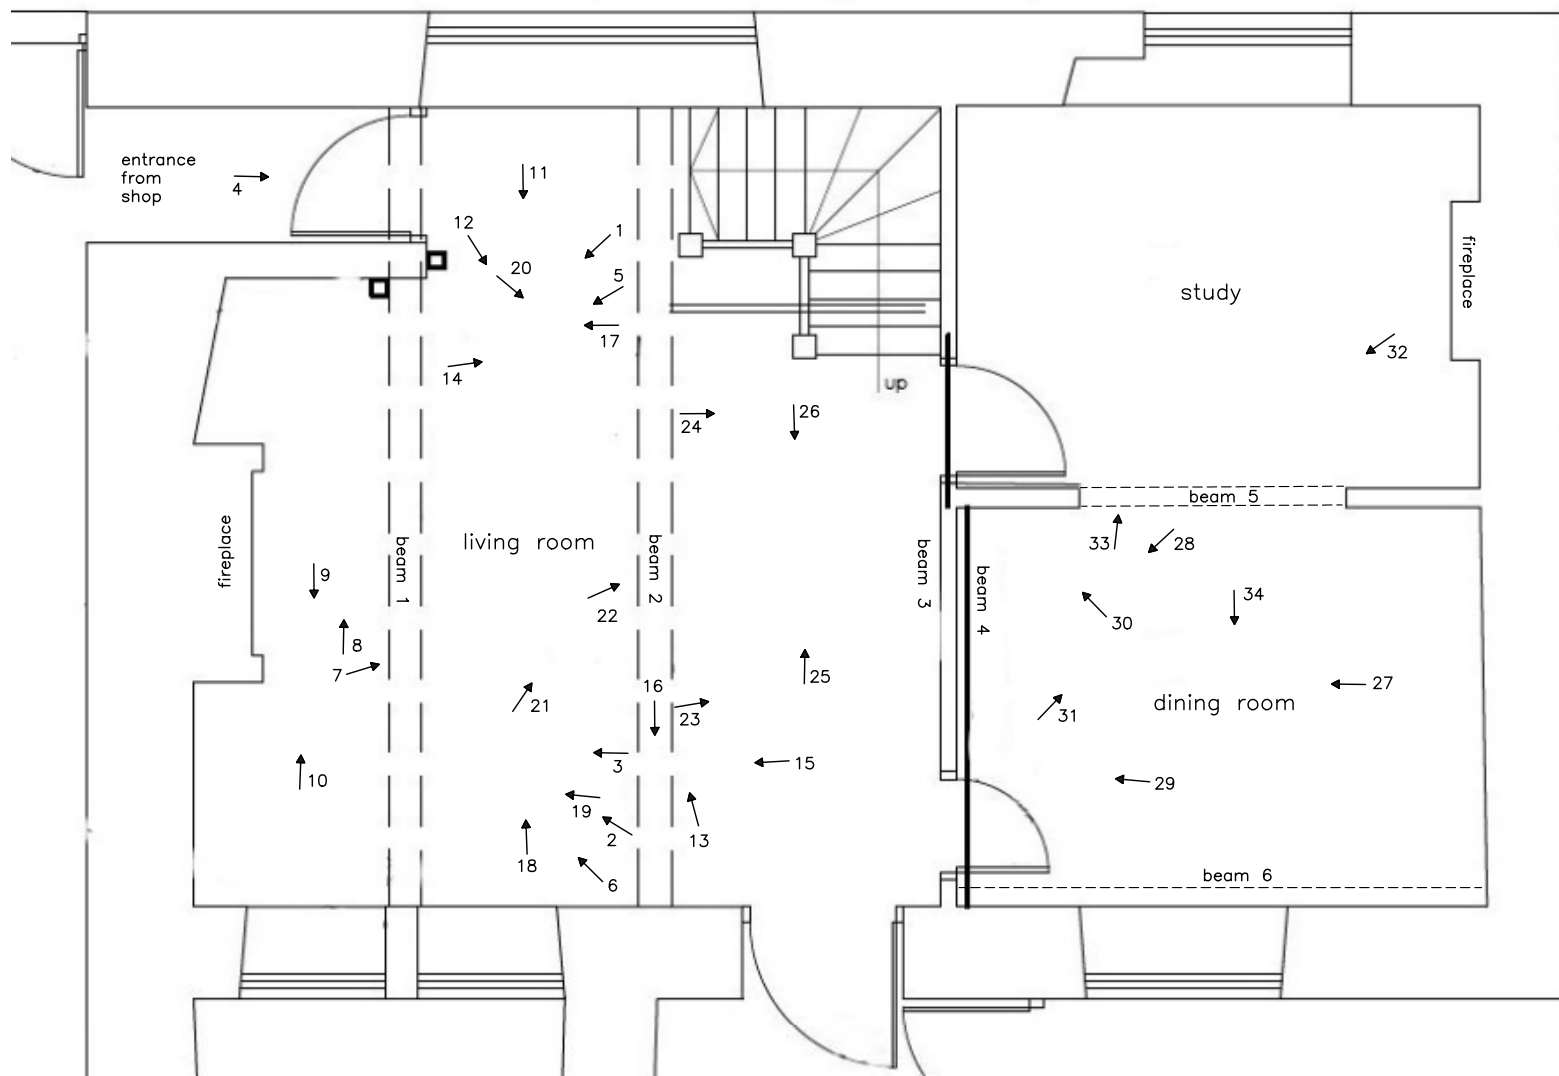 entrance
from
shop
4
11
12
1
20
5
17
14
24
26
up
study
fireplace
32
fireplace
9
8
7
10
beam 1
living room
22
21
beam 2
16
23
3
19
2
18
6
13
15
25
beam 3
beam 4
beam 5
33
28
30
34
27
31
dining room
29
beam 6